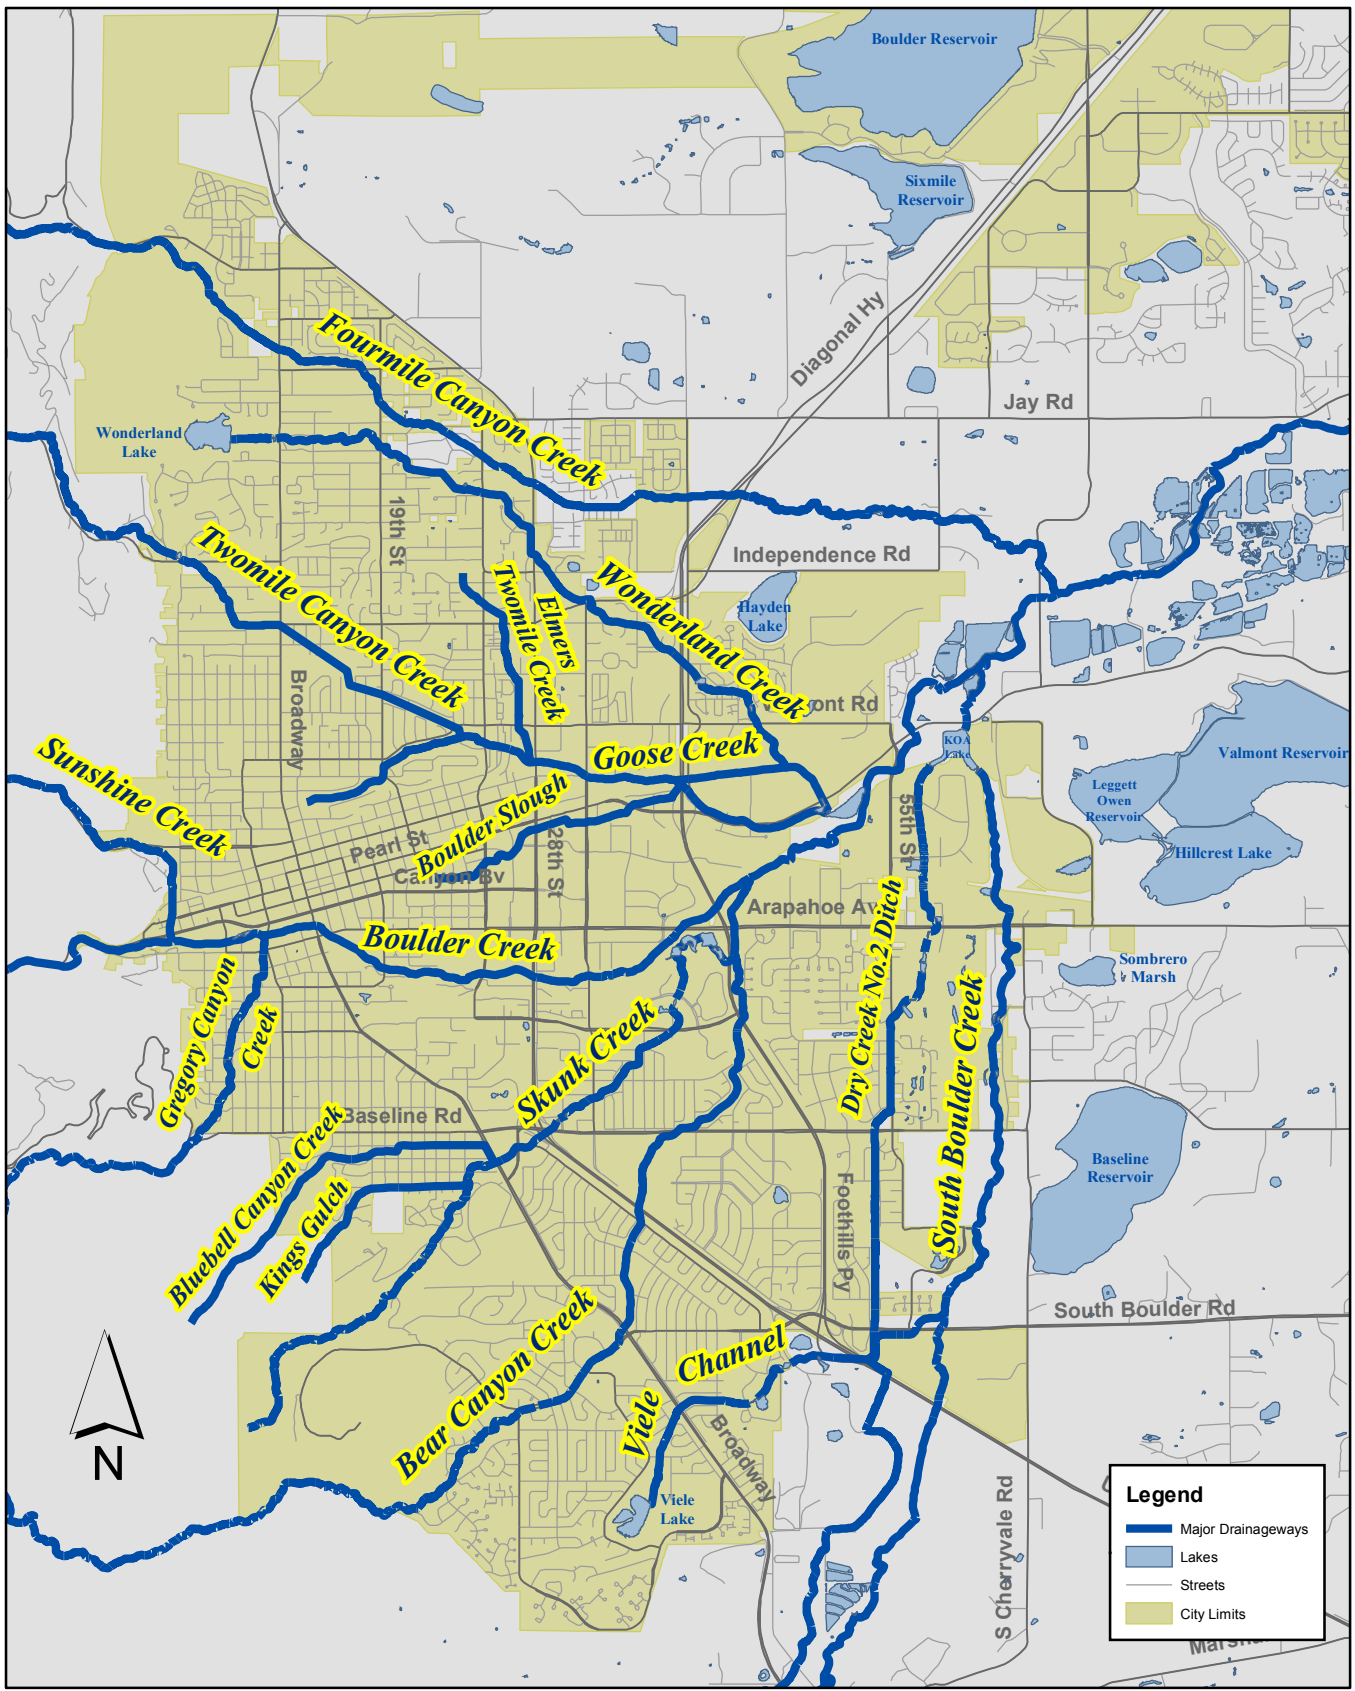 Boulder Reservoir
Sixmile
Reservoir
Diagonal Hy
Fourmile Canyon Creek
Jay Rd
Wonderland
Lake
19th St
Twomile Canyon Creek
Independence Rd
Elmers
Twomile Creek
Wonderland Creek
Hayden
Lake
Broadway
Goose Creek
KOA
Lake
Valmont Reservoir
Leggett
Owen
Reservoir
Hillcrest Lake
Sunshine Creek
Pearl St
Boulder Slough
Canyon Bv
28th St
55th St
Arapahoe Av
Boulder Creek
Dry Creek No.2 Ditch
Sombrero
Marsh
Gregory Canyon
Creek
Skunk Creek
South Boulder Creek
Baseline Rd
Bluebell Canyon Creek
Kings Gulch
Baseline
Reservoir
Foothills Py
South Boulder Rd
Bear Canyon Creek
Viele Channel
Broadway
Viele
Lake
S Cherryvale Rd
N
Legend
Major Drainageways
Lakes
Streets
City Limits